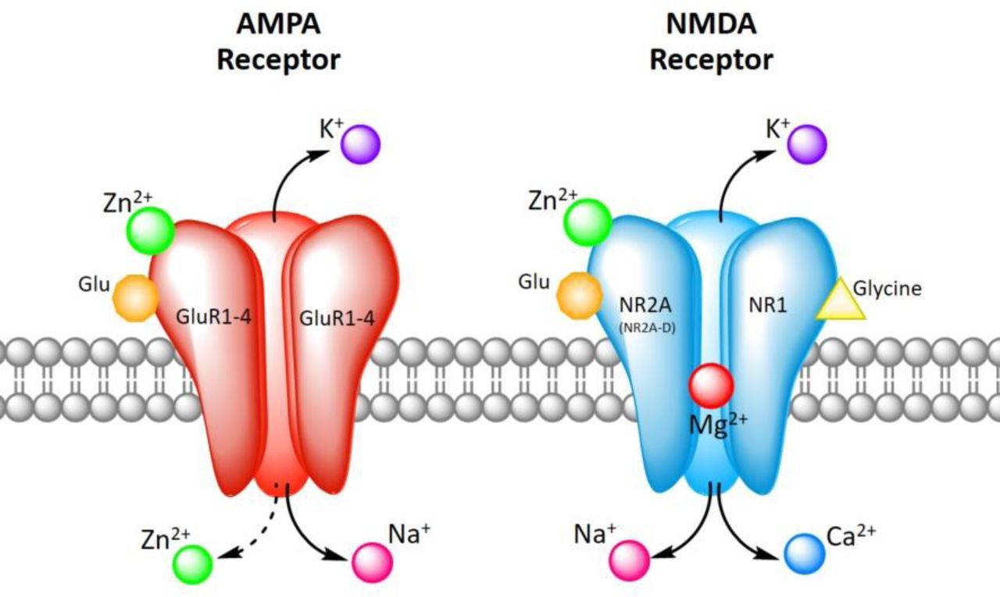 AMPA
Receptor
NMDA
Receptor
K⁺
K⁺
Zn²⁺
Zn²⁺
Glu
Glu
Glycine
GluR1-4
GluR1-4
NR2A
(NR2A-D)
NR1
Mg²⁺
Zn²⁺
Na⁺
Na⁺
Ca²⁺